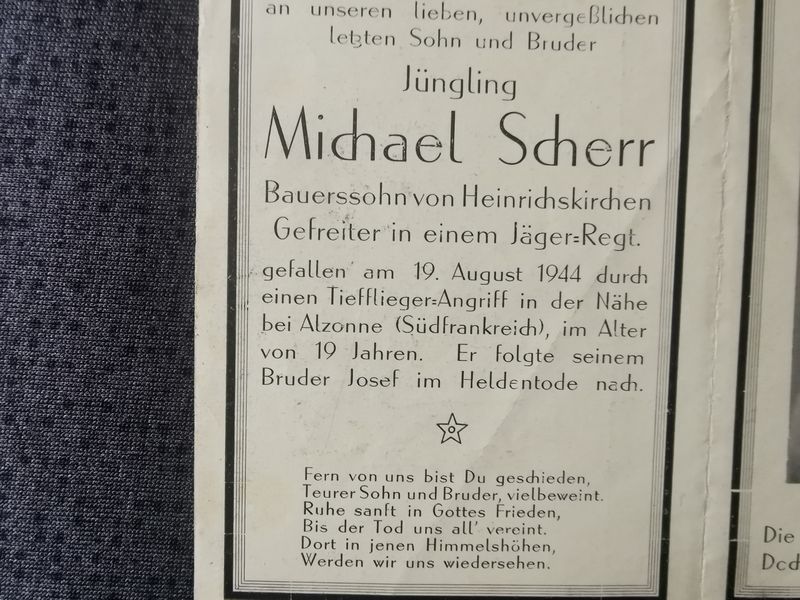 an unseren lieben, unvergeßlichen
letzten Sohn und Bruder
Jüngling
Michael Scherr
Bauerssohn von Heinrichskirchen
Gefreiter in einem Jäger=Regt.
gefallen am 19. August 1944 durch
einen Tiefflieger=Angriff in der Nähe
bei Alzonne (Südfrankreich), im Alter
von 19 Jahren. Er folgte seinem
Bruder Josef im Heldentode nach.
Fern von uns bist Du geschieden,
Teurer Sohn und Bruder, vielbeweint.
Ruhe sanft in Gottes Frieden,
Bis der Tod uns all' vereint.
Dort in jenen Himmelshöhen,
Werden wir uns wiedersehen.
Die